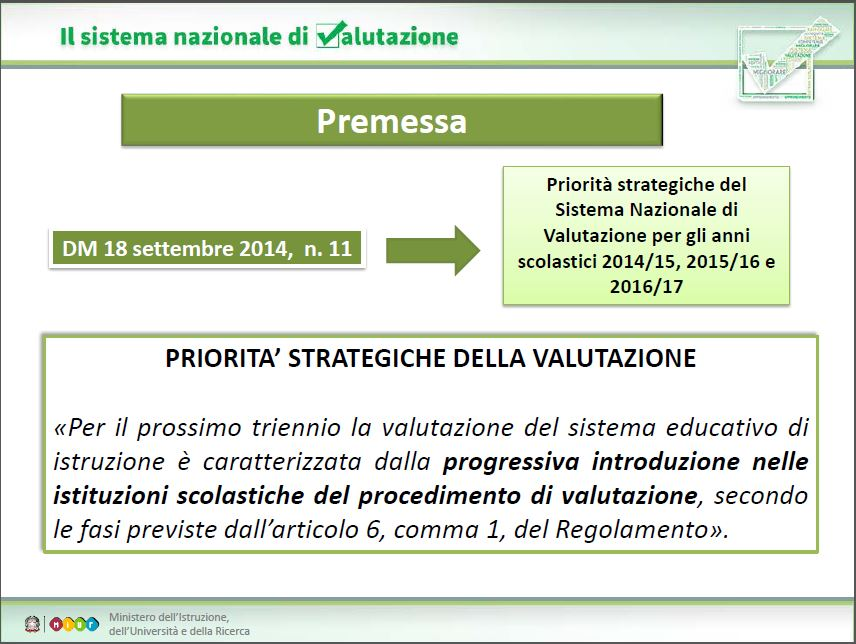 Il sistema nazionale di Valutazione
MIGLIORARE
Premessa
DM 18 settembre 2014, n. 11
Priorità strategiche del
Sistema Nazionale di
Valutazione per gli anni
scolastici 2014/15, 2015/16 e
2016/17
PRIORITA’ STRATEGICHE DELLA VALUTAZIONE
«Per il prossimo triennio la valutazione del sistema educativo di
istruzione è caratterizzata dalla progressiva introduzione nelle
istituzioni scolastiche del procedimento di valutazione, secondo
le fasi previste dall’articolo 6, comma 1, del Regolamento».
miur
Ministero dell’Istruzione,
dell’Università e della Ricerca